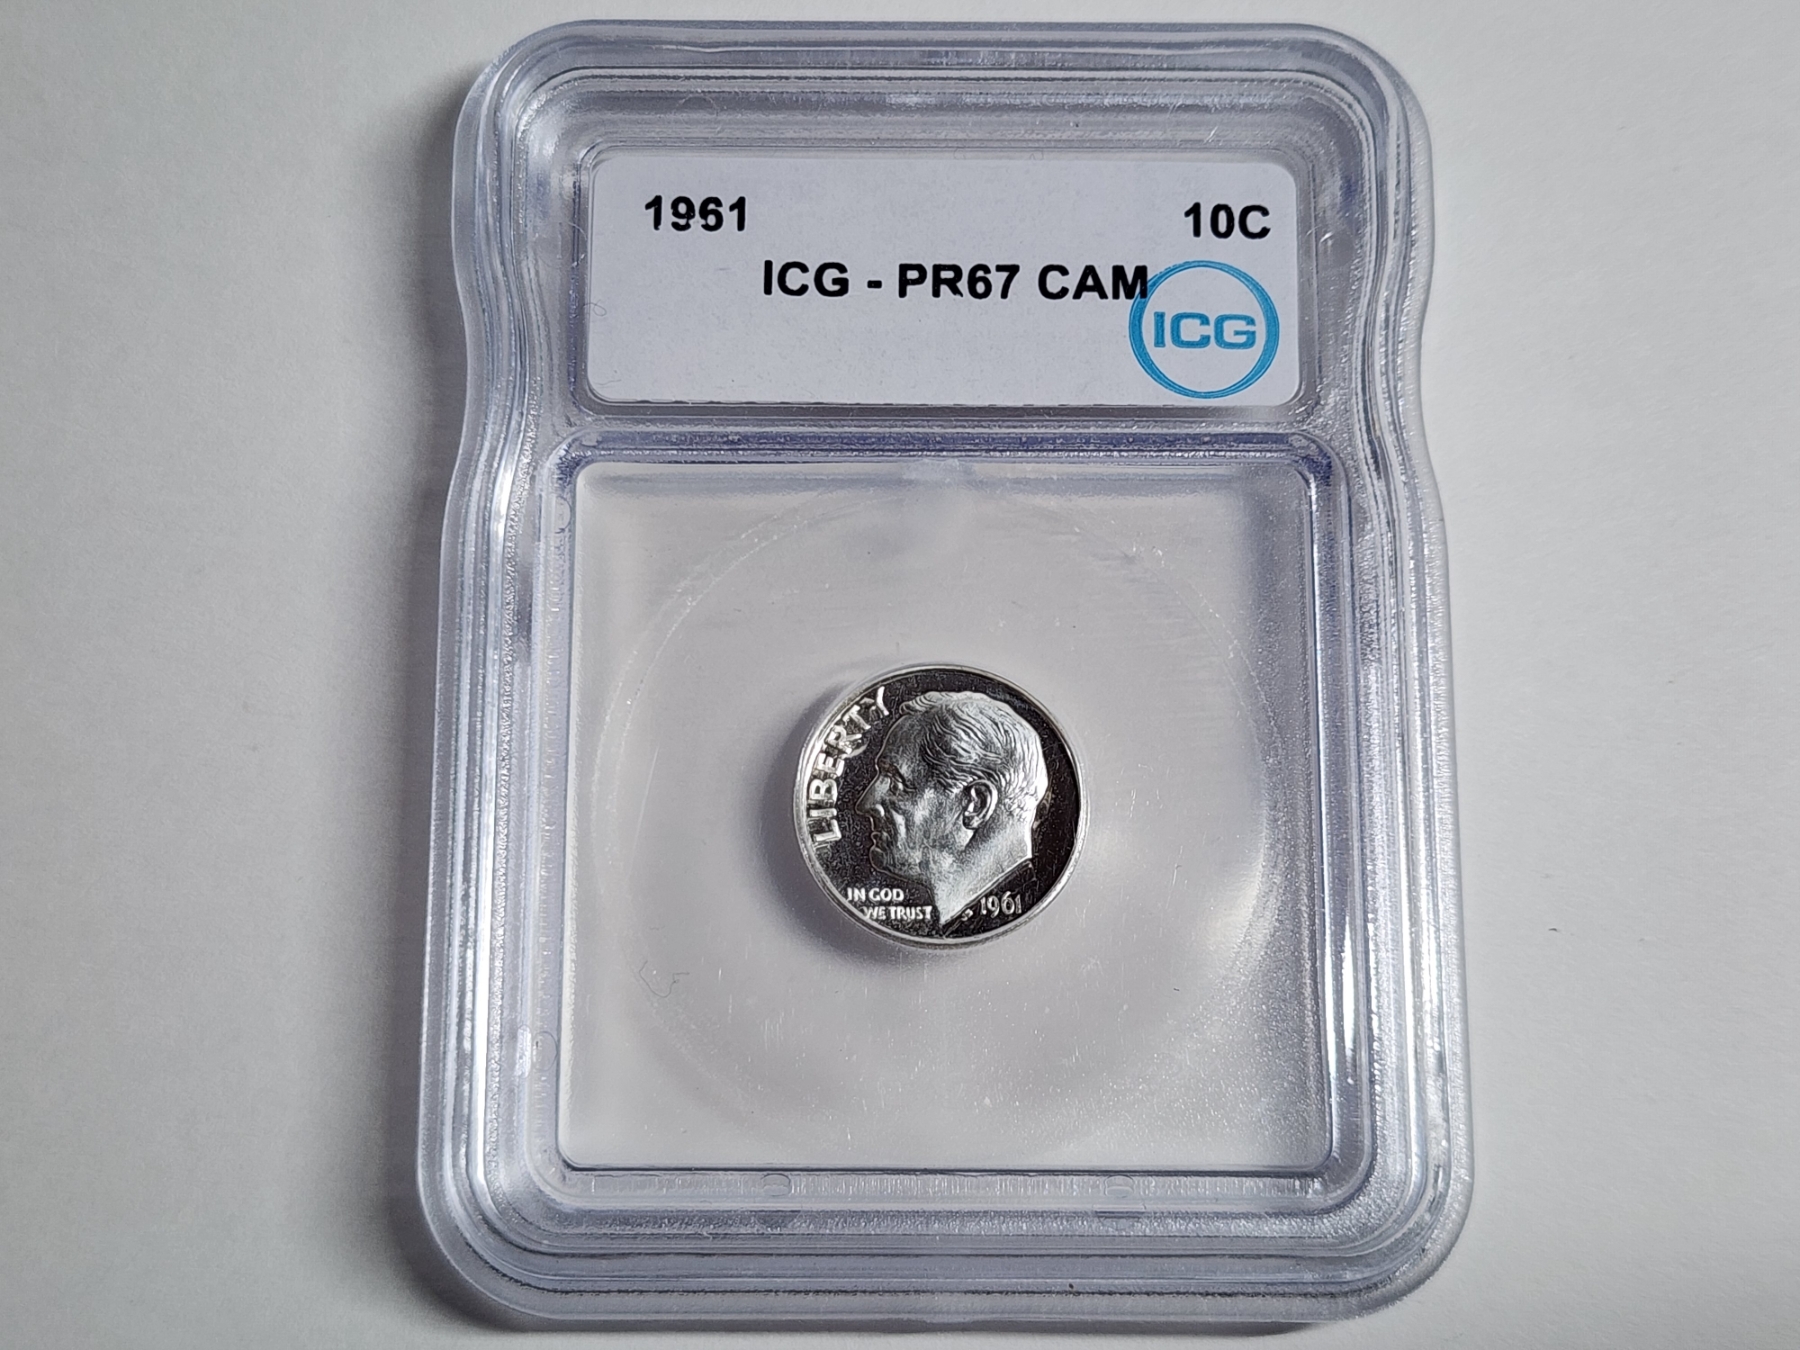 1961 10C
ICG - PR67 CAM
ICG
LIBERTY
IN GOD
WE TRUST
1961